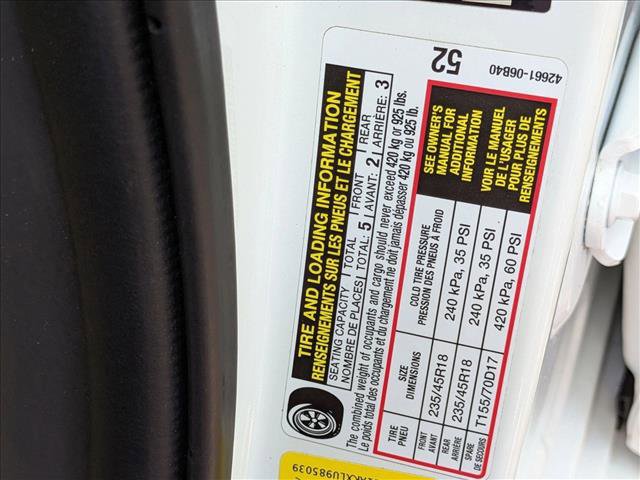 TIRE AND LOADING INFORMATION
RENSEIGNEMENTS SUR LES PNEUS ET LE CHARGEMENT
SEATING CAPACITY | TOTAL | FRONT | REAR
NOMBRE DE PLACES | TOTAL: 5 | AVANT: 2 | ARRIÈRE: 3
The combined weight of occupants and cargo should never exceed 420 kg or 925 lbs.
Le poids total des occupants et du chargement ne doit jamais dépasser 420 kg ou 925 lb.
TIRE SIZE COLD TIRE PRESSURE
PNEU DIMENSIONS PRESSION DES PNEUS À FROID
FRONT
AVANT 235/45R18 240 kPa, 35 PSI
REAR
ARRIÈRE 235/45R18 240 kPa, 35 PSI
SPARE
DE SECOURS T155/70D17 420 kPa, 60 PSI
SEE OWNER'S
MANUAL FOR
ADDITIONAL
INFORMATION
VOIR LE MANUEL
DE L'USAGER
POUR PLUS DE
RENSEIGNEMENTS
52
42661-06B40
LU985039